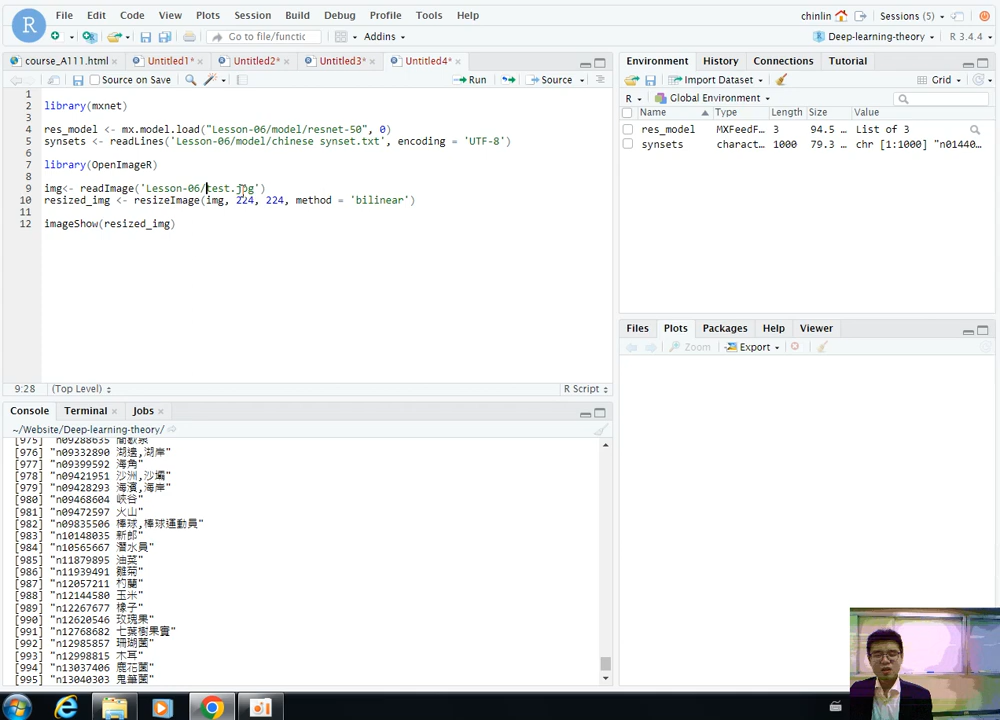 File Edit Code View Plots Session Build Debug Profile Tools Help
chinlin Sessions (5)
Go to file/functic Addins
Deep-learning-theory R 3.4.4
course_A111.html Untitled1* Untitled2* Untitled3* Untitled4*
Source on Save Run Source
1
2 library(mxnet)
3
4 res_model <- mx.model.load("Lesson-06/model/resnet-50", 0)
5 synsets <- readLines('Lesson-06/model/chinese synset.txt', encoding = 'UTF-8')
6
7 library(OpenImageR)
8
9 img<- readImage('Lesson-06/test.jpg')
10 resized_img <- resizeImage(img, 224, 224, method = 'bilinear')
11
12 imageShow(resized_img)
9:28 (Top Level) R Script
Console Terminal Jobs
~/Website/Deep-learning-theory/
[976] "n09332890 湖邊,湖岸"
[977] "n09399592 海角"
[978] "n09421951 沙洲,沙壩"
[979] "n09428293 海濱,海岸"
[980] "n09468604 峽谷"
[981] "n09472597 火山"
[982] "n09835506 棒球,棒球運動員"
[983] "n10148035 新郎"
[984] "n10565667 潛水員"
[985] "n11879895 油菜"
[986] "n11939491 雛菊"
[987] "n12057211 杓蘭"
[988] "n12144580 玉米"
[989] "n12267677 橡子"
[990] "n12620546 玫瑰果"
[991] "n12768682 七葉樹果實"
[992] "n12985857 珊瑚菌"
[993] "n12998815 木耳"
[994] "n13037406 鹿花菌"
[995] "n13040303 鬼筆菌"
Environment History Connections Tutorial
Import Dataset Grid
R Global Environment
Name Type Length Size Value
res_model MXFeedF… 3 94.5 … List of 3
synsets charact… 1000 79.3 … chr [1:1000] "n01440…
Files Plots Packages Help Viewer
Zoom Export